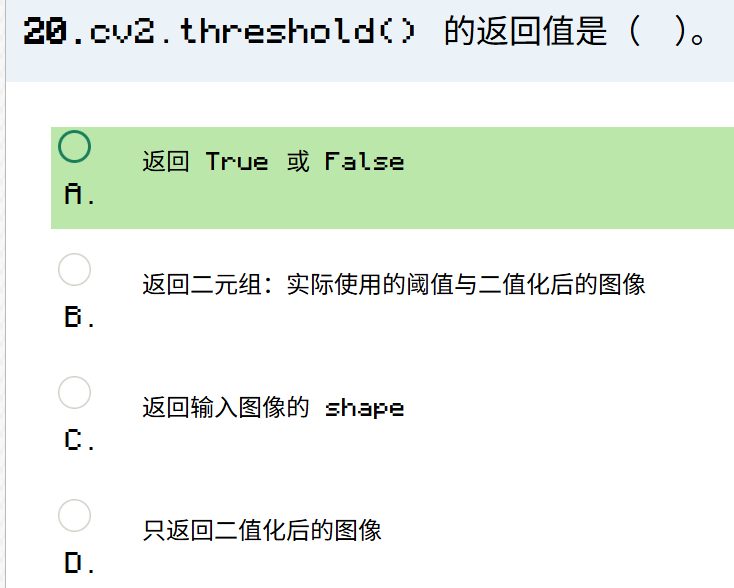 20.cv2.threshold() 的返回值是（ ）。
返回 True 或 False
A.
返回二元组：实际使用的阈值与二值化后的图像
B.
返回输入图像的 shape
C.
只返回二值化后的图像
D.